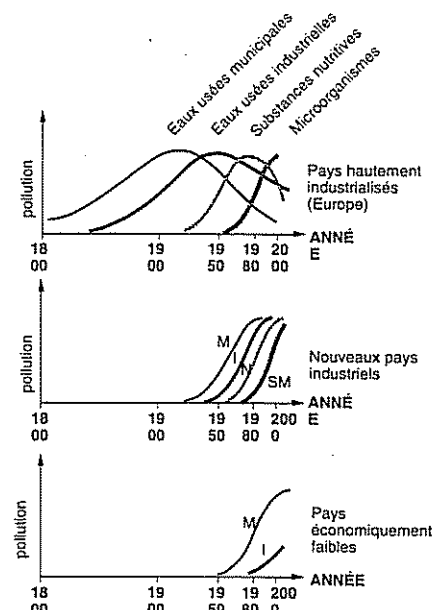 Eaux usées municipales
Eaux usées industrielles
Substances nutritives
Microorganismes
pollution
Pays hautement
industrialisés
(Europe)
18 19 19 19 20 ANNÉ
00 00 50 80 00 E
pollution
M
I
N
SM
Nouveaux pays
industriels
18 19 19 19 200 ANNÉ
00 00 50 80 0 E
pollution
M
I
Pays
économiquement
faibles
18 19 19 19 200 ANNÉE
00 00 50 80 0